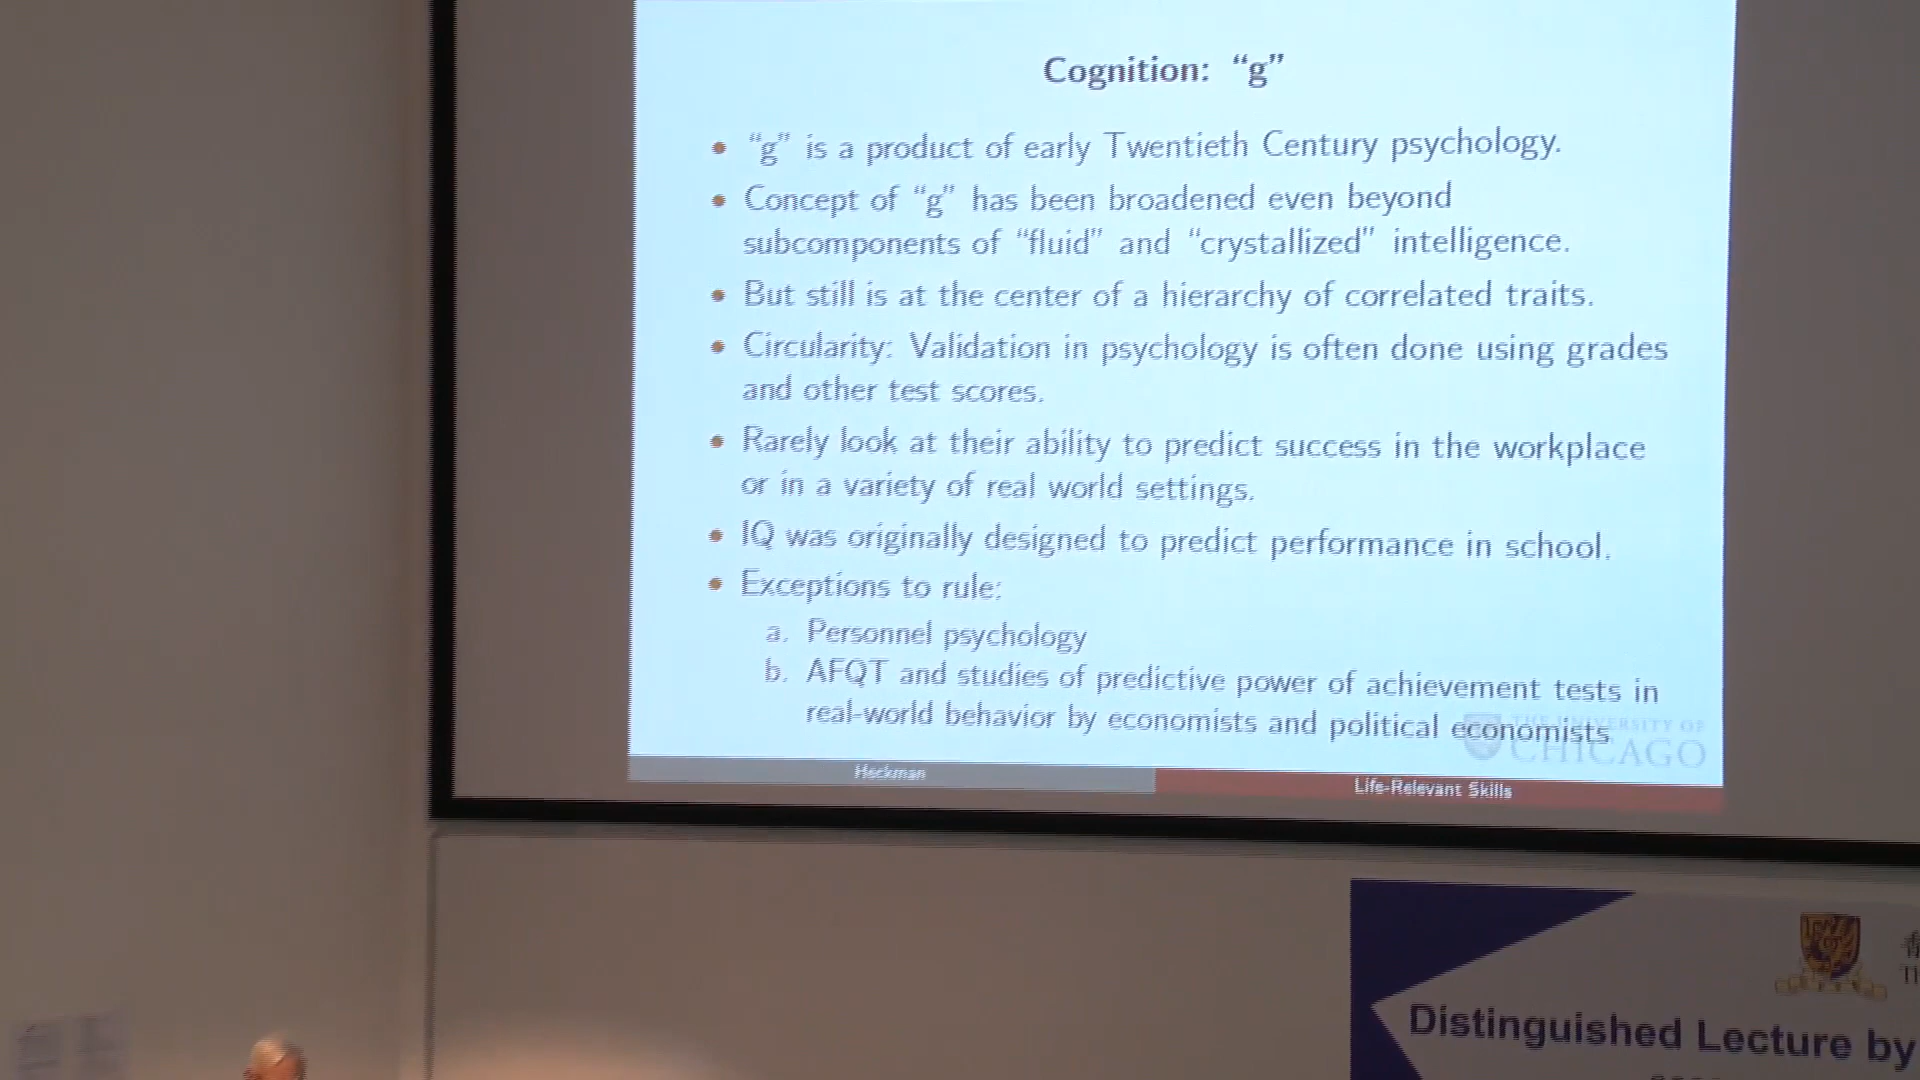 Cognition: “g”
• “g” is a product of early Twentieth Century psychology.
• Concept of “g” has been broadened even beyond
subcomponents of “fluid” and “crystallized” intelligence.
• But still is at the center of a hierarchy of correlated traits.
• Circularity: Validation in psychology is often done using grades
and other test scores.
• Rarely look at their ability to predict success in the workplace
or in a variety of real world settings.
• IQ was originally designed to predict performance in school.
• Exceptions to rule:
a. Personnel psychology
b. AFQT and studies of predictive power of achievement tests in
real-world behavior by economists and political economists
THE UNIVERSITY OF
CHICAGO
Heckman
Life-Relevant Skills
香
Distinguished Lecture by